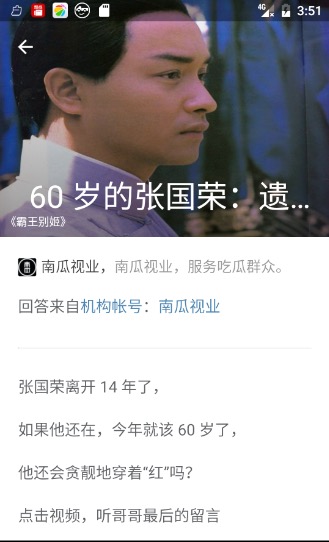 4G
3:51
60 岁的张国荣：遗...
《霸王别姬》
南瓜视业，南瓜视业，服务吃瓜群众。
回答来自机构帐号：南瓜视业
张国荣离开 14 年了，
如果他还在，今年就该 60 岁了，
他还会贪靓地穿着“红”吗？
点击视频，听哥哥最后的留言